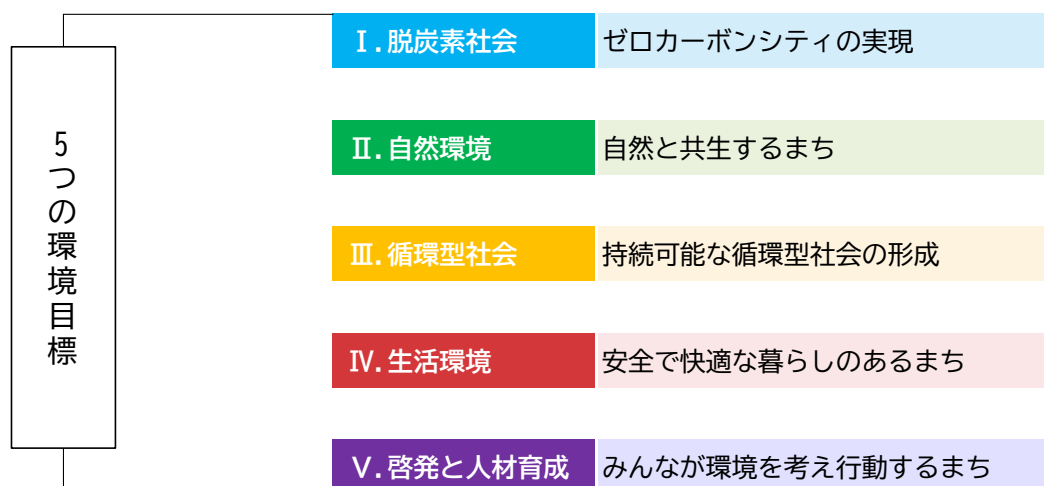 5つの環境目標
Ⅰ.脱炭素社会 ゼロカーボンシティの実現
Ⅱ.自然環境 自然と共生するまち
Ⅲ.循環型社会 持続可能な循環型社会の形成
Ⅳ.生活環境 安全で快適な暮らしのあるまち
Ⅴ.啓発と人材育成 みんなが環境を考え行動するまち